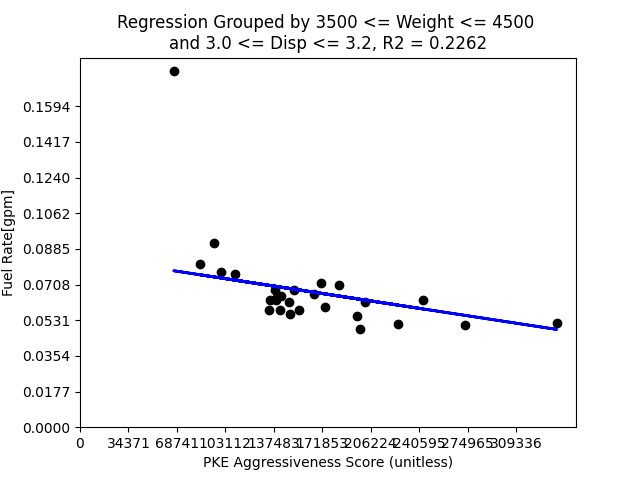 Regression Grouped by 3500 <= Weight <= 4500
and 3.0 <= Disp <= 3.2, R2 = 0.2262
0.1594
0.1417
0.1240
0.1062
0.0885
0.0708
0.0531
0.0354
0.0177
0.0000
Fuel Rate[gpm]
0 34371 68741 103112 137483 171853 206224 240595 274965 309336
PKE Aggressiveness Score (unitless)